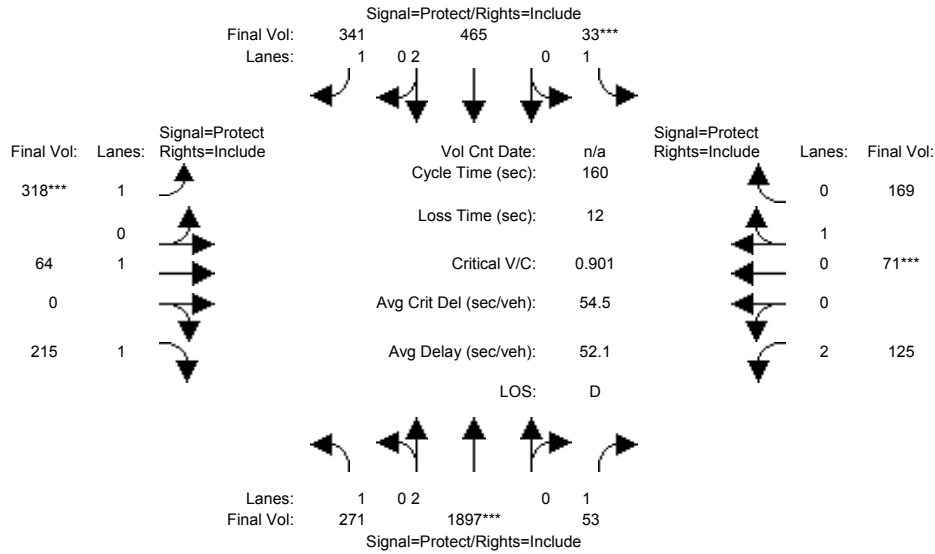 Signal=Protect/Rights=Include
Final Vol: 341 465 33***
Lanes: 1 0 2 0 1
Signal=Protect
Final Vol: Lanes: Rights=Include
Vol Cnt Date: n/a
Signal=Protect
Rights=Include Lanes: Final Vol:
Cycle Time (sec): 160
318*** 1
0 169
Loss Time (sec): 12
0
1
64 1
Critical V/C: 0.901
0 71***
0
Avg Crit Del (sec/veh): 54.5
0
215 1
Avg Delay (sec/veh): 52.1
2 125
LOS: D
Lanes: 1 0 2 0 1
Final Vol: 271 1897*** 53
Signal=Protect/Rights=Include